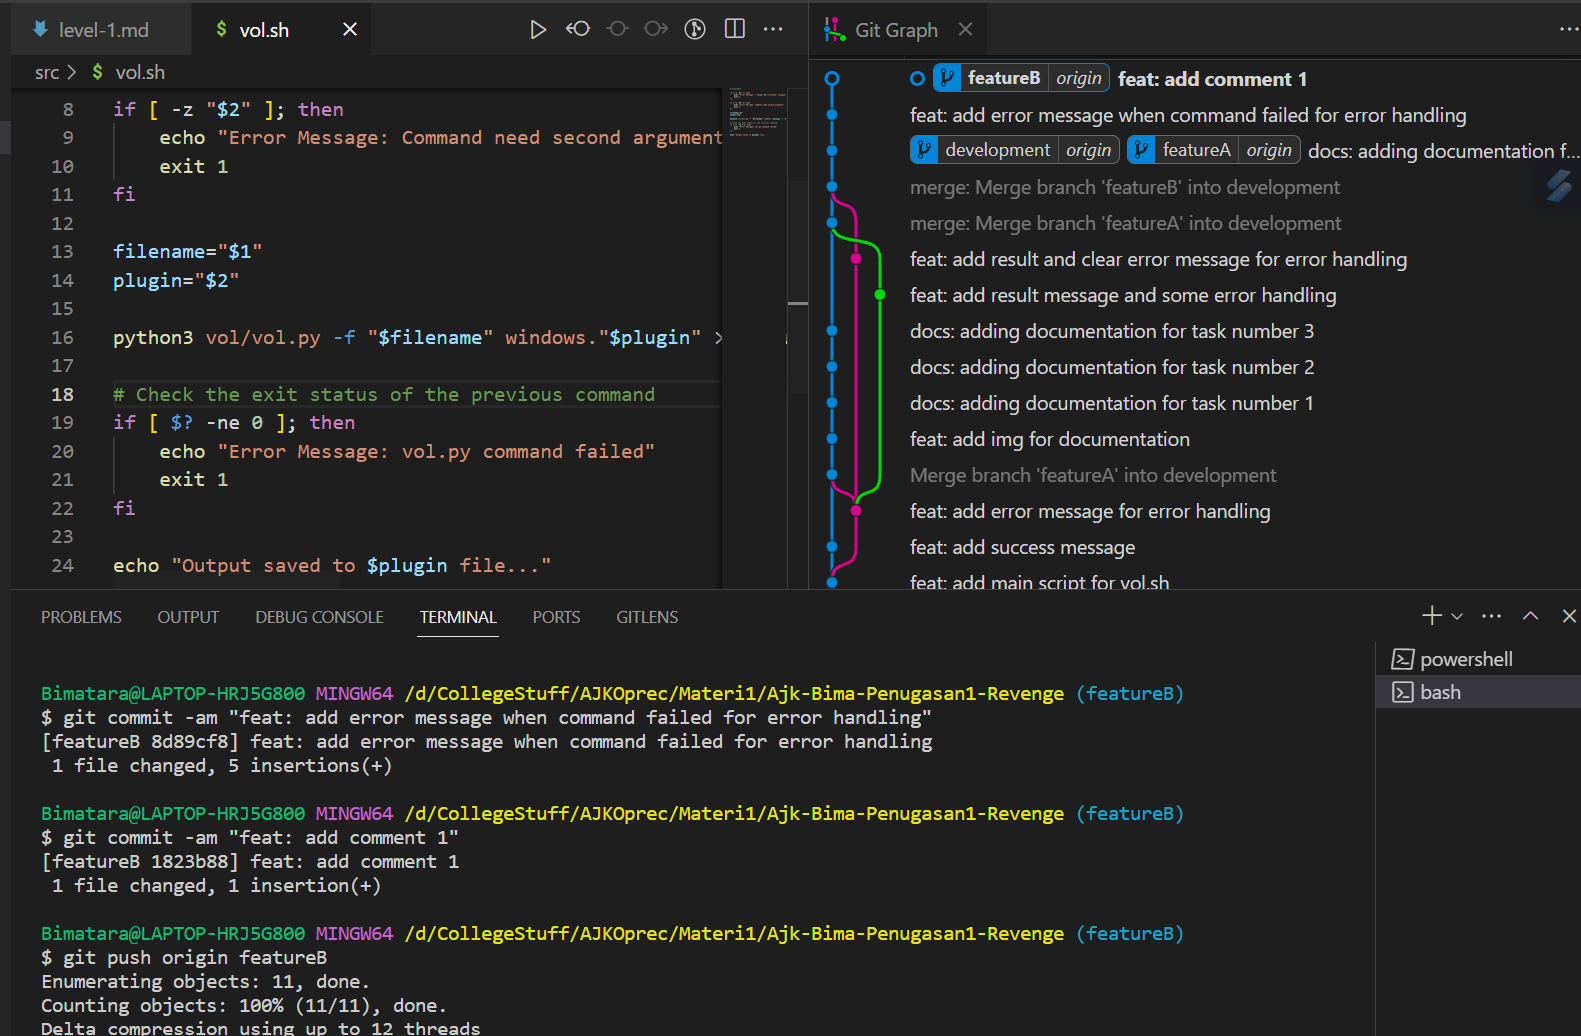 level-1.md
$ vol.sh
Git Graph
src > $ vol.sh
8 if [ -z "$2" ]; then
9 echo "Error Message: Command need second argument
10 exit 1
11 fi
12
13 filename="$1"
14 plugin="$2"
15
16 python3 vol/vol.py -f "$filename" windows."$plugin" >
17
18 # Check the exit status of the previous command
19 if [ $? -ne 0 ]; then
20 echo "Error Message: vol.py command failed"
21 exit 1
22 fi
23
24 echo "Output saved to $plugin file..."
featureB origin feat: add comment 1
feat: add error message when command failed for error handling
development origin featureA origin docs: adding documentation f...
merge: Merge branch 'featureB' into development
merge: Merge branch 'featureA' into development
feat: add result and clear error message for error handling
feat: add result message and some error handling
docs: adding documentation for task number 3
docs: adding documentation for task number 2
docs: adding documentation for task number 1
feat: add img for documentation
Merge branch 'featureA' into development
feat: add error message for error handling
feat: add success message
feat: add main script for vol.sh
PROBLEMS OUTPUT DEBUG CONSOLE TERMINAL PORTS GITLENS
powershell
bash
Bimatara@LAPTOP-HRJ5G800 MINGW64 /d/CollegeStuff/AJKOprec/Materi1/Ajk-Bima-Penugasan1-Revenge (featureB)
$ git commit -am "feat: add error message when command failed for error handling"
[featureB 8d89cf8] feat: add error message when command failed for error handling
1 file changed, 5 insertions(+)
Bimatara@LAPTOP-HRJ5G800 MINGW64 /d/CollegeStuff/AJKOprec/Materi1/Ajk-Bima-Penugasan1-Revenge (featureB)
$ git commit -am "feat: add comment 1"
[featureB 1823b88] feat: add comment 1
1 file changed, 1 insertion(+)
Bimatara@LAPTOP-HRJ5G800 MINGW64 /d/CollegeStuff/AJKOprec/Materi1/Ajk-Bima-Penugasan1-Revenge (featureB)
$ git push origin featureB
Enumerating objects: 11, done.
Counting objects: 100% (11/11), done.
Delta compression using up to 12 threads